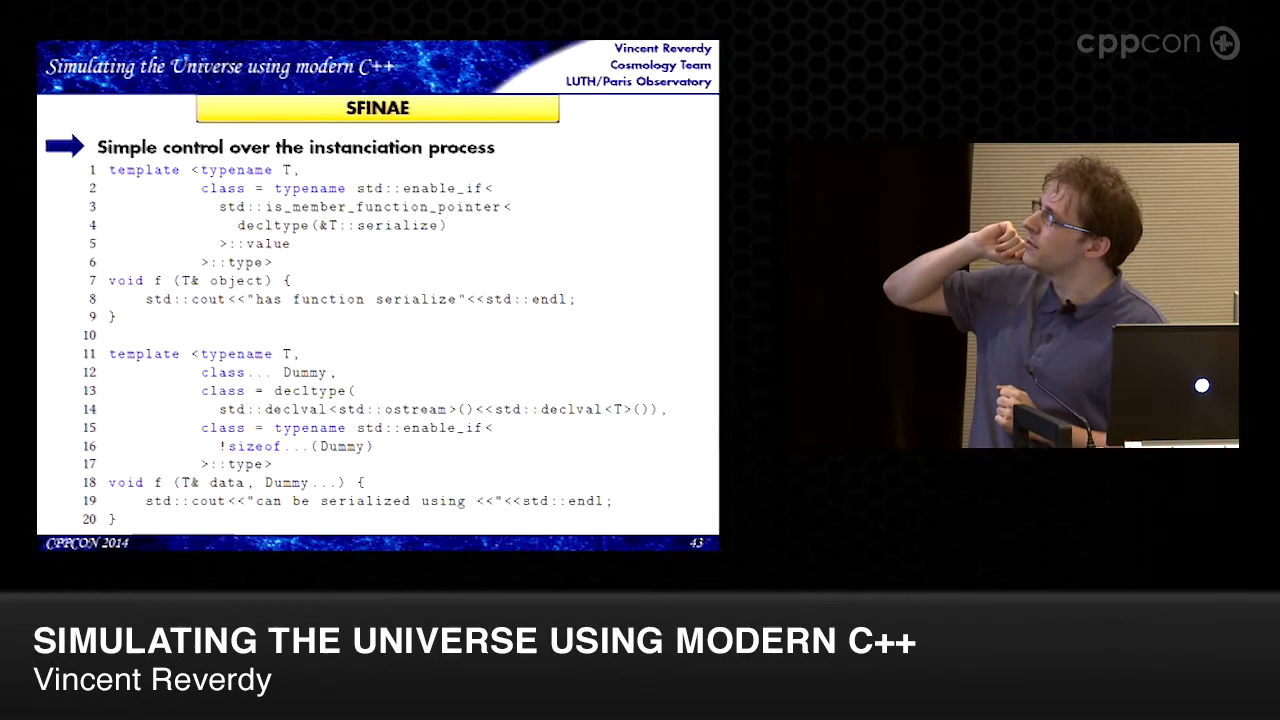 cppcon
Simulating the Universe using modern C++
Vincent Reverdy
Cosmology Team
LUTH/Paris Observatory
SFINAE
Simple control over the instanciation process
1 template <typename T,
2 class = typename std::enable_if<
3 std::is_member_function_pointer<
4 decltype(&T::serialize)
5 >::value
6 >::type>
7 void f (T& object) {
8 std::cout<<"has function serialize"<<std::endl;
9 }
10
11 template <typename T,
12 class... Dummy,
13 class = decltype(
14 std::declval<std::ostream>()<<std::declval<T>()),
15 class = typename std::enable_if<
16 !sizeof...(Dummy)
17 >::type>
18 void f (T& data, Dummy...) {
19 std::cout<<"can be serialized using <<"<<std::endl;
20 }
CPPCON 2014
43
SIMULATING THE UNIVERSE USING MODERN C++
Vincent Reverdy